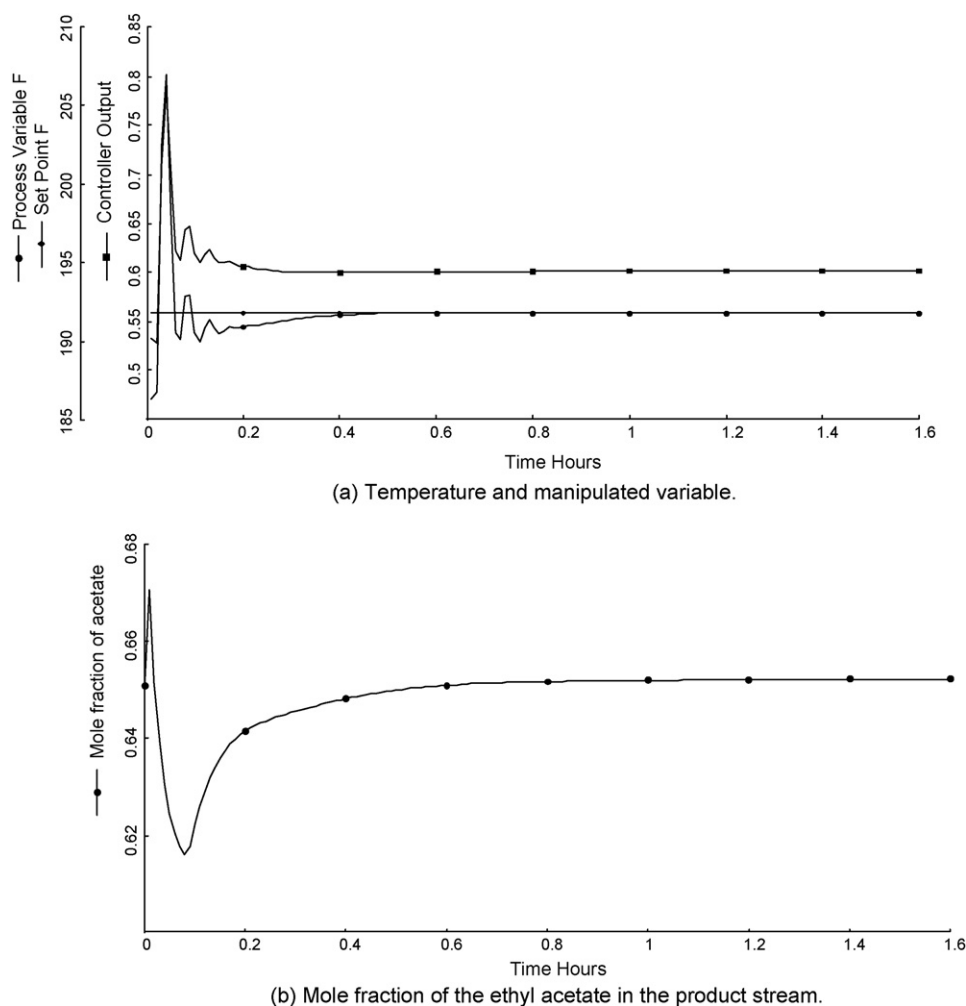 Process Variable F
Set Point F
Controller Output
210
205
200
195
190
185
0.85
0.8
0.75
0.7
0.65
0.6
0.55
0.5
0 0.2 0.4 0.6 0.8 1 1.2 1.4 1.6
Time Hours
(a) Temperature and manipulated variable.
Mole fraction of acetate
0.68
0.66
0.64
0.62
0 0.2 0.4 0.6 0.8 1 1.2 1.4 1.6
Time Hours
(b) Mole fraction of the ethyl acetate in the product stream.